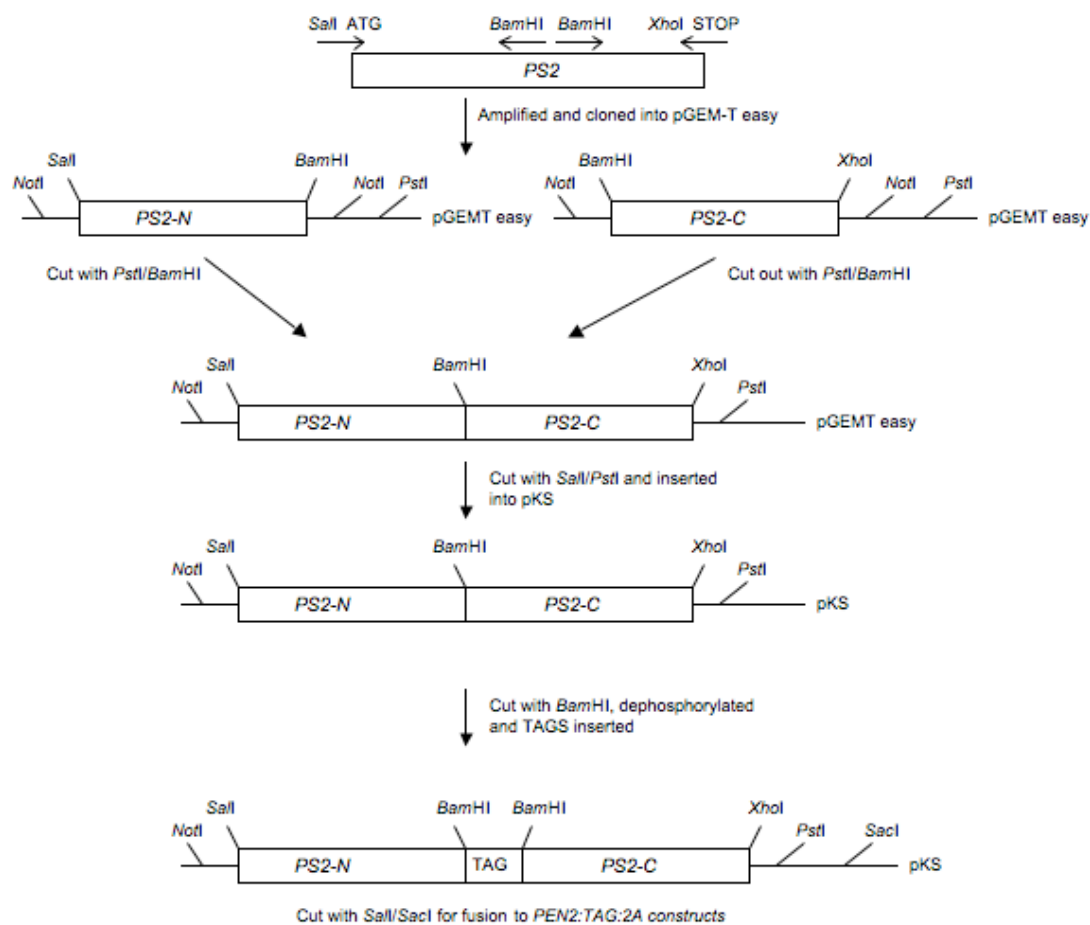 SalI ATG BamHI BamHI XhoI STOP
PS2
Amplified and cloned into pGEM-T easy
SalI BamHI BamHI XhoI
NotI NotI PstI NotI NotI PstI
PS2-N pGEMT easy PS2-C pGEMT easy
Cut with PstI/BamHI Cut out with PstI/BamHI
SalI BamHI XhoI
NotI PstI
PS2-N PS2-C pGEMT easy
Cut with SalI/PstI and inserted
into pKS
SalI BamHI XhoI
NotI PstI
PS2-N PS2-C pKS
Cut with BamHI, dephosphorylated
and TAGS inserted
SalI BamHI BamHI XhoI
NotI PstI SacI
PS2-N TAG PS2-C pKS
Cut with SalI/SacI for fusion to PEN2:TAG:2A constructs